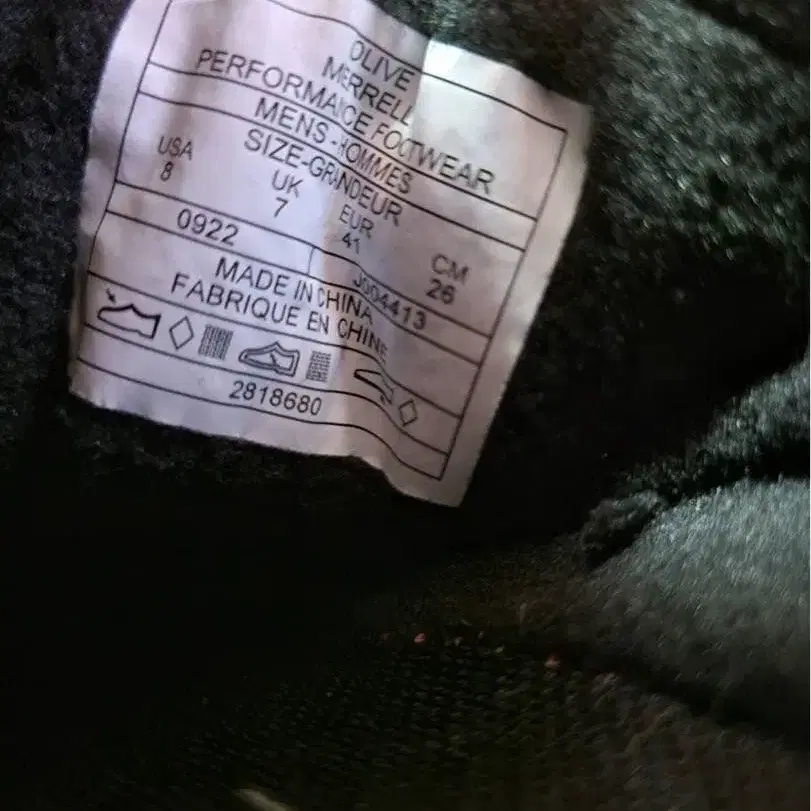 OLIVE
MERRELL
PERFORMANCE FOOTWEAR
MENS-HOMMES
SIZE-GRANDEUR
USA UK EUR CM
8 7 41 26
0922 J004413
MADE IN CHINA
FABRIQUE EN CHINE
2818680